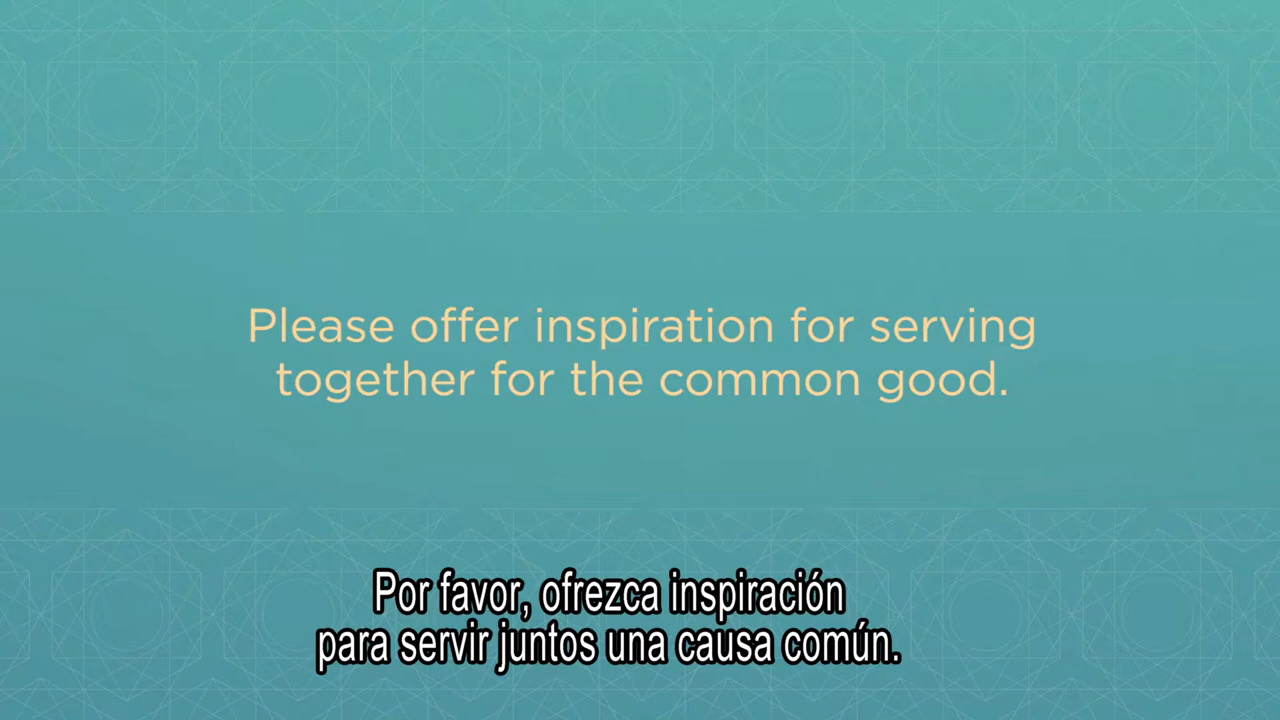 Please offer inspiration for serving
together for the common good.
Por favor, ofrezca inspiración
para servir juntos una causa común.